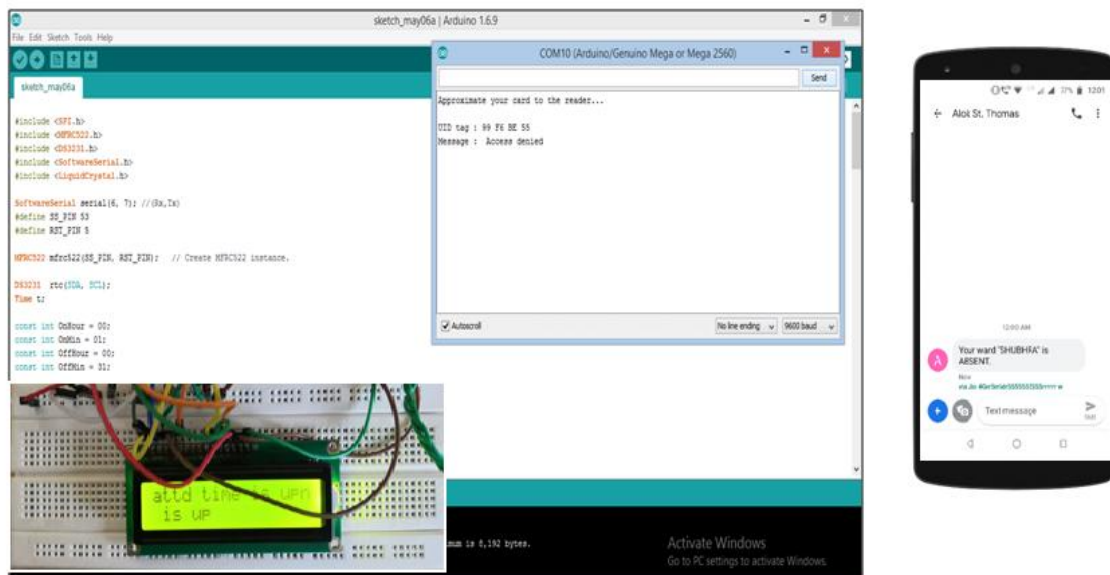 sketch_may06a | Arduino 1.6.9
File Edit Sketch Tools Help
sketch_may06a
#include <SPI.h>
#include <MFRC522.h>
#include <DS3231.h>
#include <SoftwareSerial.h>
#include <LiquidCrystal.h>
SoftwareSerial serial(6, 7); //(Rx,Tx)
#define SS_PIN 53
#define RST_PIN 5
MFRC522 mfrc522(SS_PIN, RST_PIN); // Create MFRC522 instance.
DS3231 rtc(SDA, SCL);
Time t;
const int OnHour = 00;
const int OnMin = 01;
const int OffHour = 00;
const int OffMin = 31;
COM10 (Arduino/Genuino Mega or Mega 2560)
Send
Approximate your card to the reader...
UID tag : 99 F6 BE 55
Message : Access denied
Autoscroll
No line ending
9600 baud
attd time is upn
is up
mum is 8,192 bytes.
Activate Windows
Go to PC settings to activate Windows.
37% 12:01
Alok St. Thomas
12:00 AM
Your ward "SHUBHRA" is
ABSENT.
Now
A
Text message
SMS